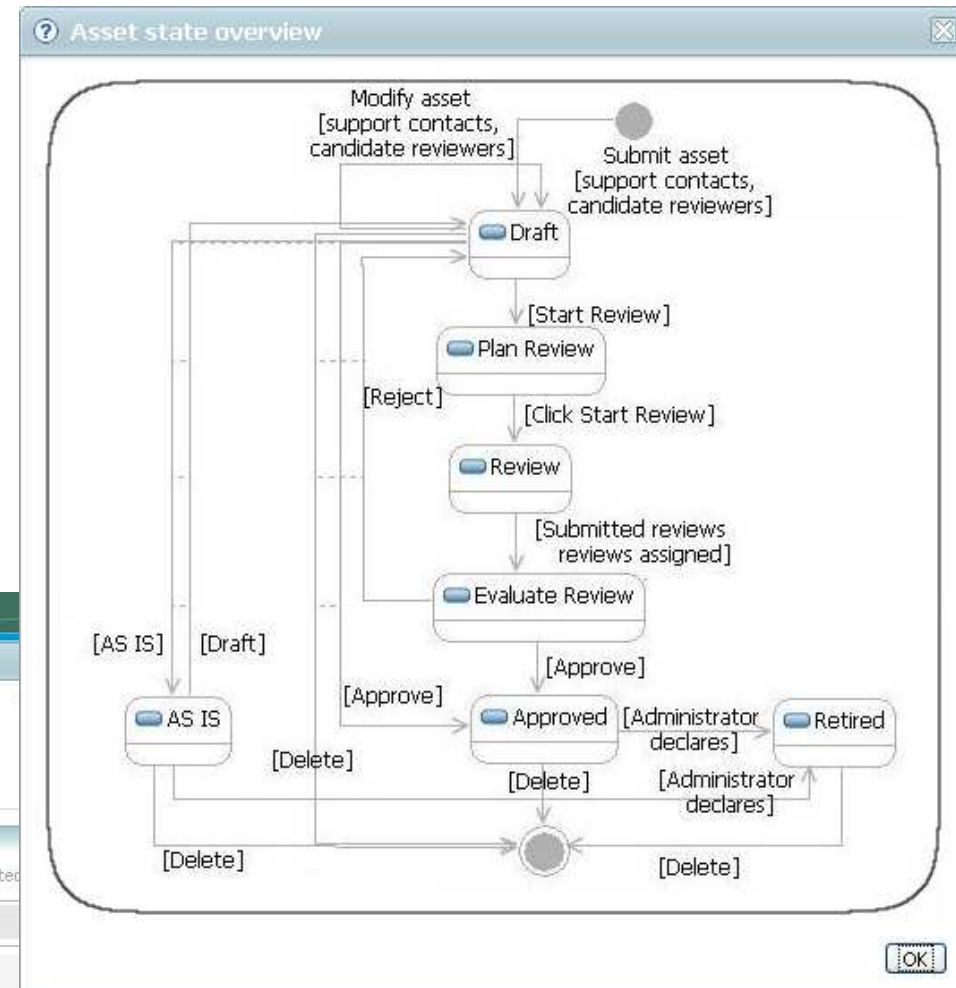 Asset state overview
Modify asset
[support contacts,
candidate reviewers]
Submit asset
[support contacts,
candidate reviewers]
Draft
[Start Review]
Plan Review
[Reject]
[Click Start Review]
Review
[Submitted reviews
reviews assigned]
Evaluate Review
[AS IS]
[Draft]
[Approve]
[Approve]
AS IS
Approved
[Administrator
declares]
Retired
[Delete]
[Delete]
[Administrator
declares]
[Delete]
[Delete]
OK